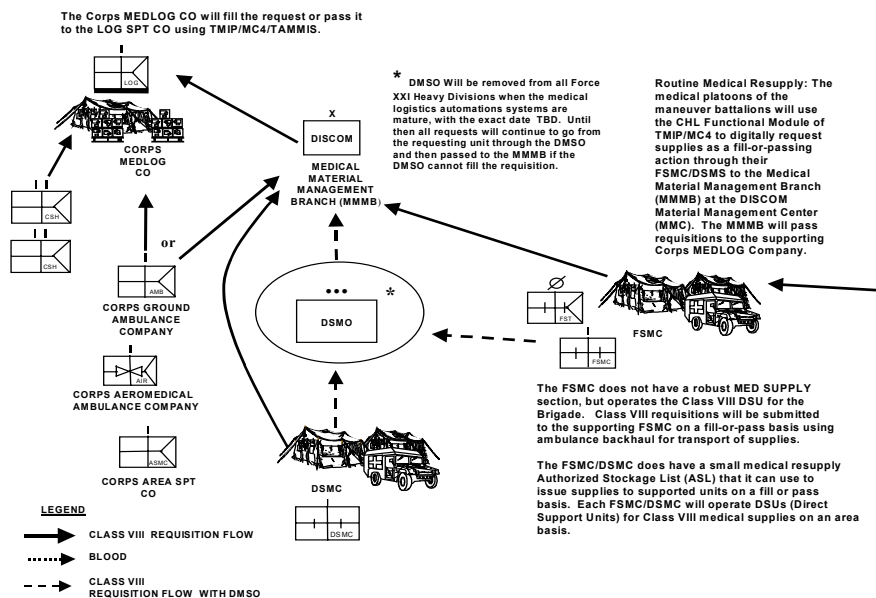 The Corps MEDLOG CO will fill the request or pass it
to the LOG SPT CO using TMIP/MC4/TAMMIS.
LOG
CORPS
MEDLOG
CO
CSH
CSH
or
AMB
CORPS GROUND
AMBULANCE
COMPANY
AIR
CORPS AEROMEDICAL
AMBULANCE COMPANY
ASMC
CORPS AREA SPT
CO
X
DISCOM
MEDICAL
MATERIAL
MANAGEMENT
BRANCH (MMMB)
* DMSO Will be removed from all Force
XXI Heavy Divisions when the medical
logistics automations systems are
mature, with the exact date TBD. Until
then all requests will continue to go from
the requesting unit through the DMSO
and then passed to the MMMB if the
DMSO cannot fill the requisition.
*
DSMO
DSMC
DSMC
Routine Medical Resupply: The
medical platoons of the
maneuver battalions will use
the CHL Functional Module of
TMIP/MC4 to digitally request
supplies as a fill-or-passing
action through their
FSMC/DSMS to the Medical
Material Management Branch
(MMMB) at the DISCOM
Material Management Center
(MMC). The MMMB will pass
requisitions to the supporting
Corps MEDLOG Company.
FST
FSMC
FSMC
The FSMC does not have a robust MED SUPPLY
section, but operates the Class VIII DSU for the
Brigade. Class VIII requisitions will be submitted
to the supporting FSMC on a fill-or-pass basis using
ambulance backhaul for transport of supplies.
The FSMC/DSMC does have a small medical resupply
Authorized Stockage List (ASL) that it can use to
issue supplies to supported units on a fill or pass
basis. Each FSMC/DSMC will operate DSUs (Direct
Support Units) for Class VIII medical supplies on an area
basis.
LEGEND
CLASS VIII REQUISITION FLOW
BLOOD
CLASS VIII
REQUISITION FLOW WITH DMSO